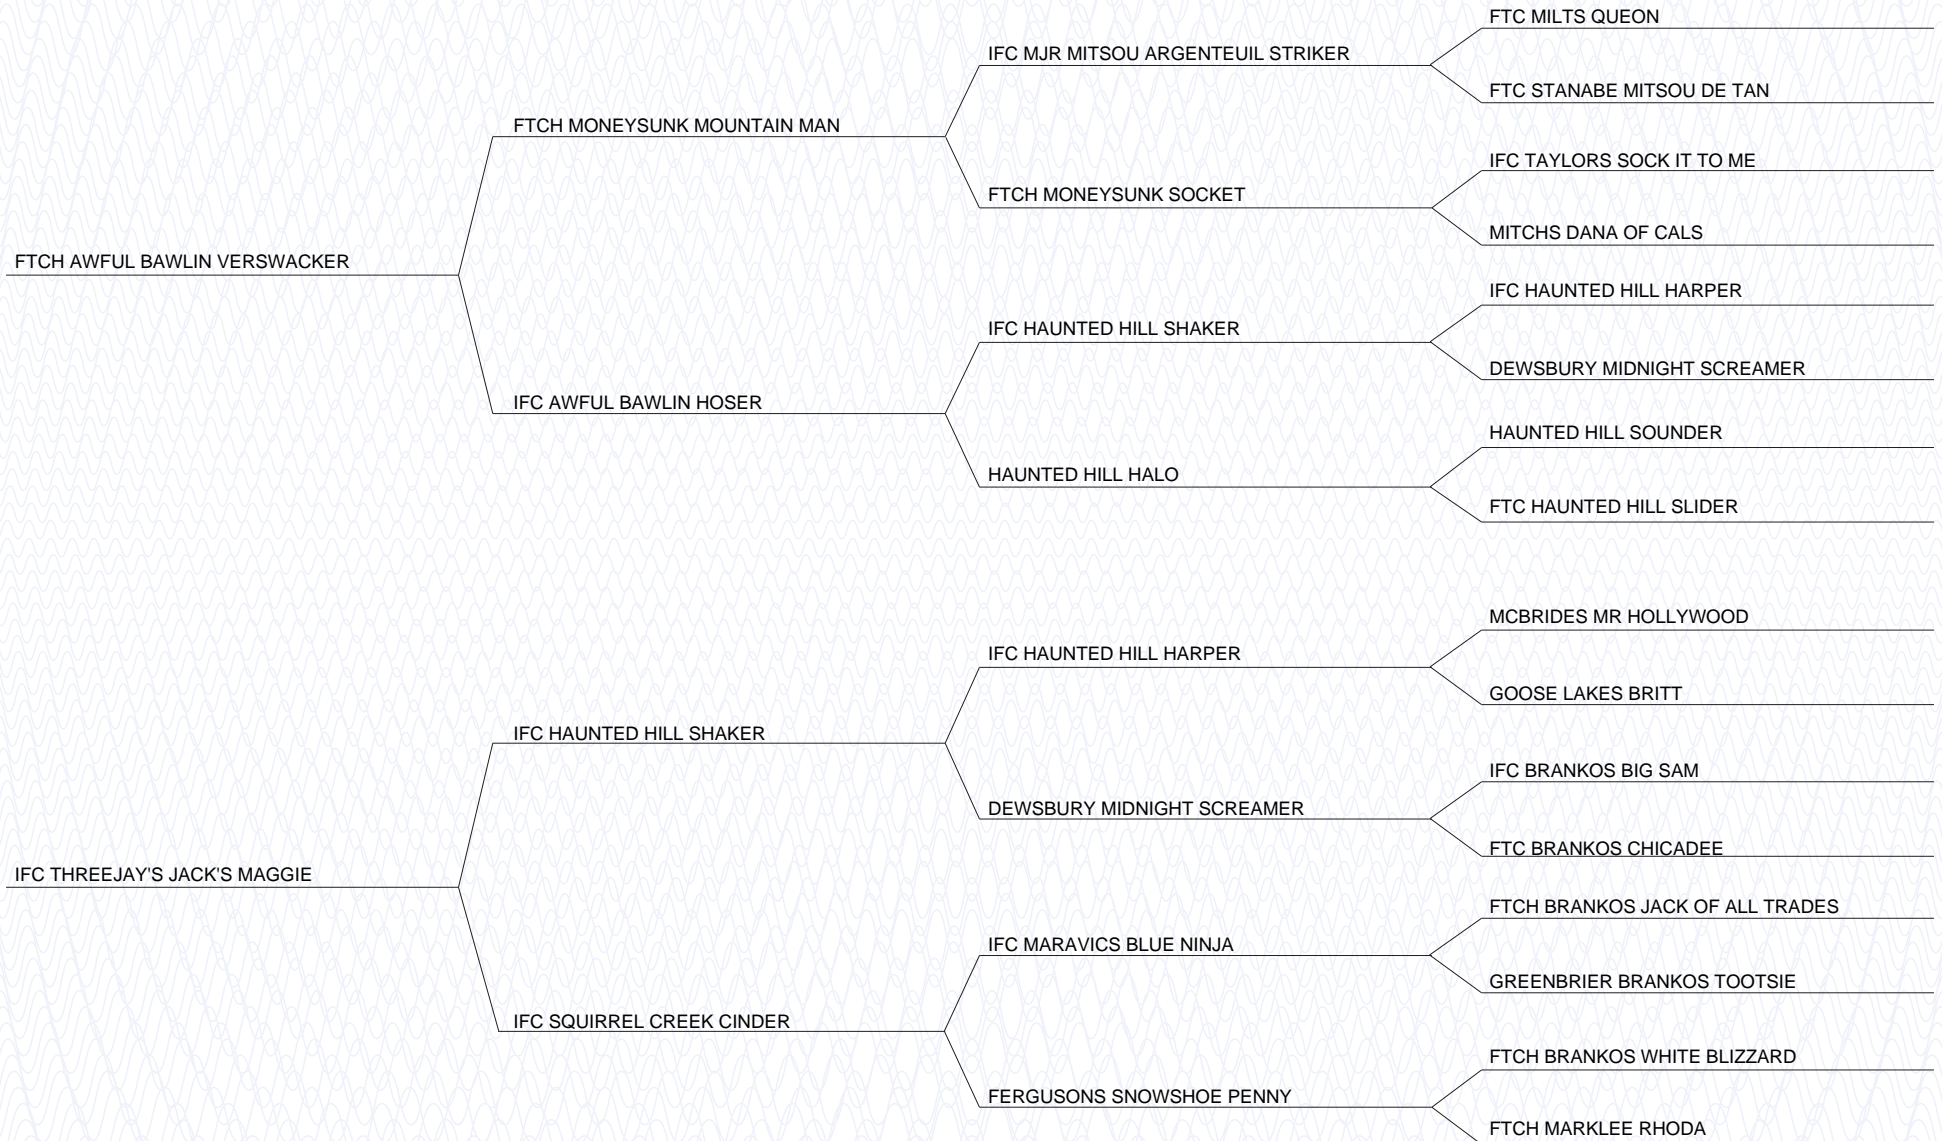 FTC MILTS QUEON
IFC MJR MITSOU ARGENTEUIL STRIKER
FTC STANABE MITSOU DE TAN
FTCH MONEYSUNK MOUNTAIN MAN
IFC TAYLORS SOCK IT TO ME
FTCH MONEYSUNK SOCKET
MITCHS DANA OF CALS
FTCH AWFUL BAWLIN VERSWACKER
IFC HAUNTED HILL HARPER
IFC HAUNTED HILL SHAKER
DEWSBURY MIDNIGHT SCREAMER
IFC AWFUL BAWLIN HOSER
HAUNTED HILL SOUNDER
HAUNTED HILL HALO
FTC HAUNTED HILL SLIDER
MCBRIDES MR HOLLYWOOD
IFC HAUNTED HILL HARPER
GOOSE LAKES BRITT
IFC HAUNTED HILL SHAKER
IFC BRANKOS BIG SAM
DEWSBURY MIDNIGHT SCREAMER
FTC BRANKOS CHICADEE
IFC THREEJAY'S JACK'S MAGGIE
FTCH BRANKOS JACK OF ALL TRADES
IFC MARAVICS BLUE NINJA
GREENBRIER BRANKOS TOOTSIE
IFC SQUIRREL CREEK CINDER
FTCH BRANKOS WHITE BLIZZARD
FERGUSONS SNOWSHOE PENNY
FTCH MARKLEE RHODA